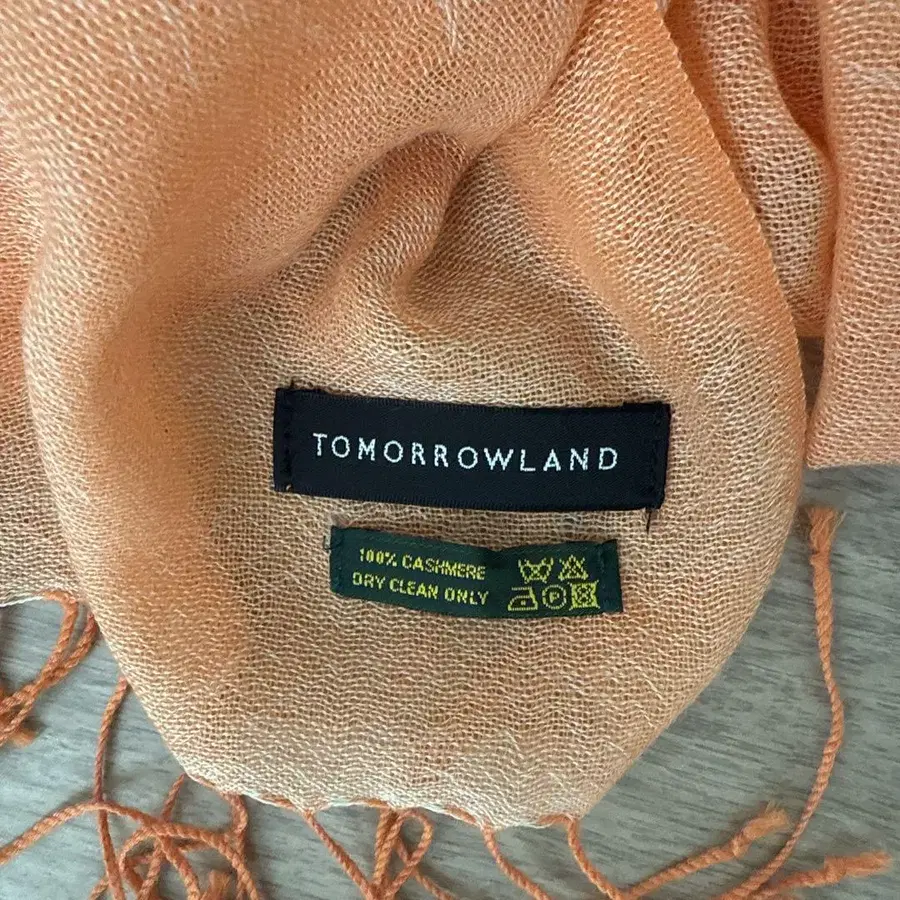 TOMORROWLAND
100% CASHMERE
DRY CLEAN ONLY
P